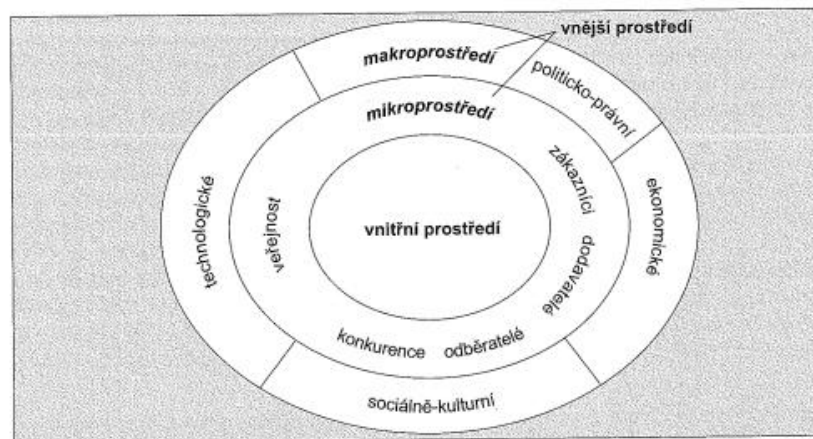 vnější prostředí
makroprostředí
politicko-právní
mikroprostředí
zákazníci
ekonomické
technologické
veřejnost
vnitřní prostředí
dodavatelé
konkurence
odběratelé
sociálně-kulturní